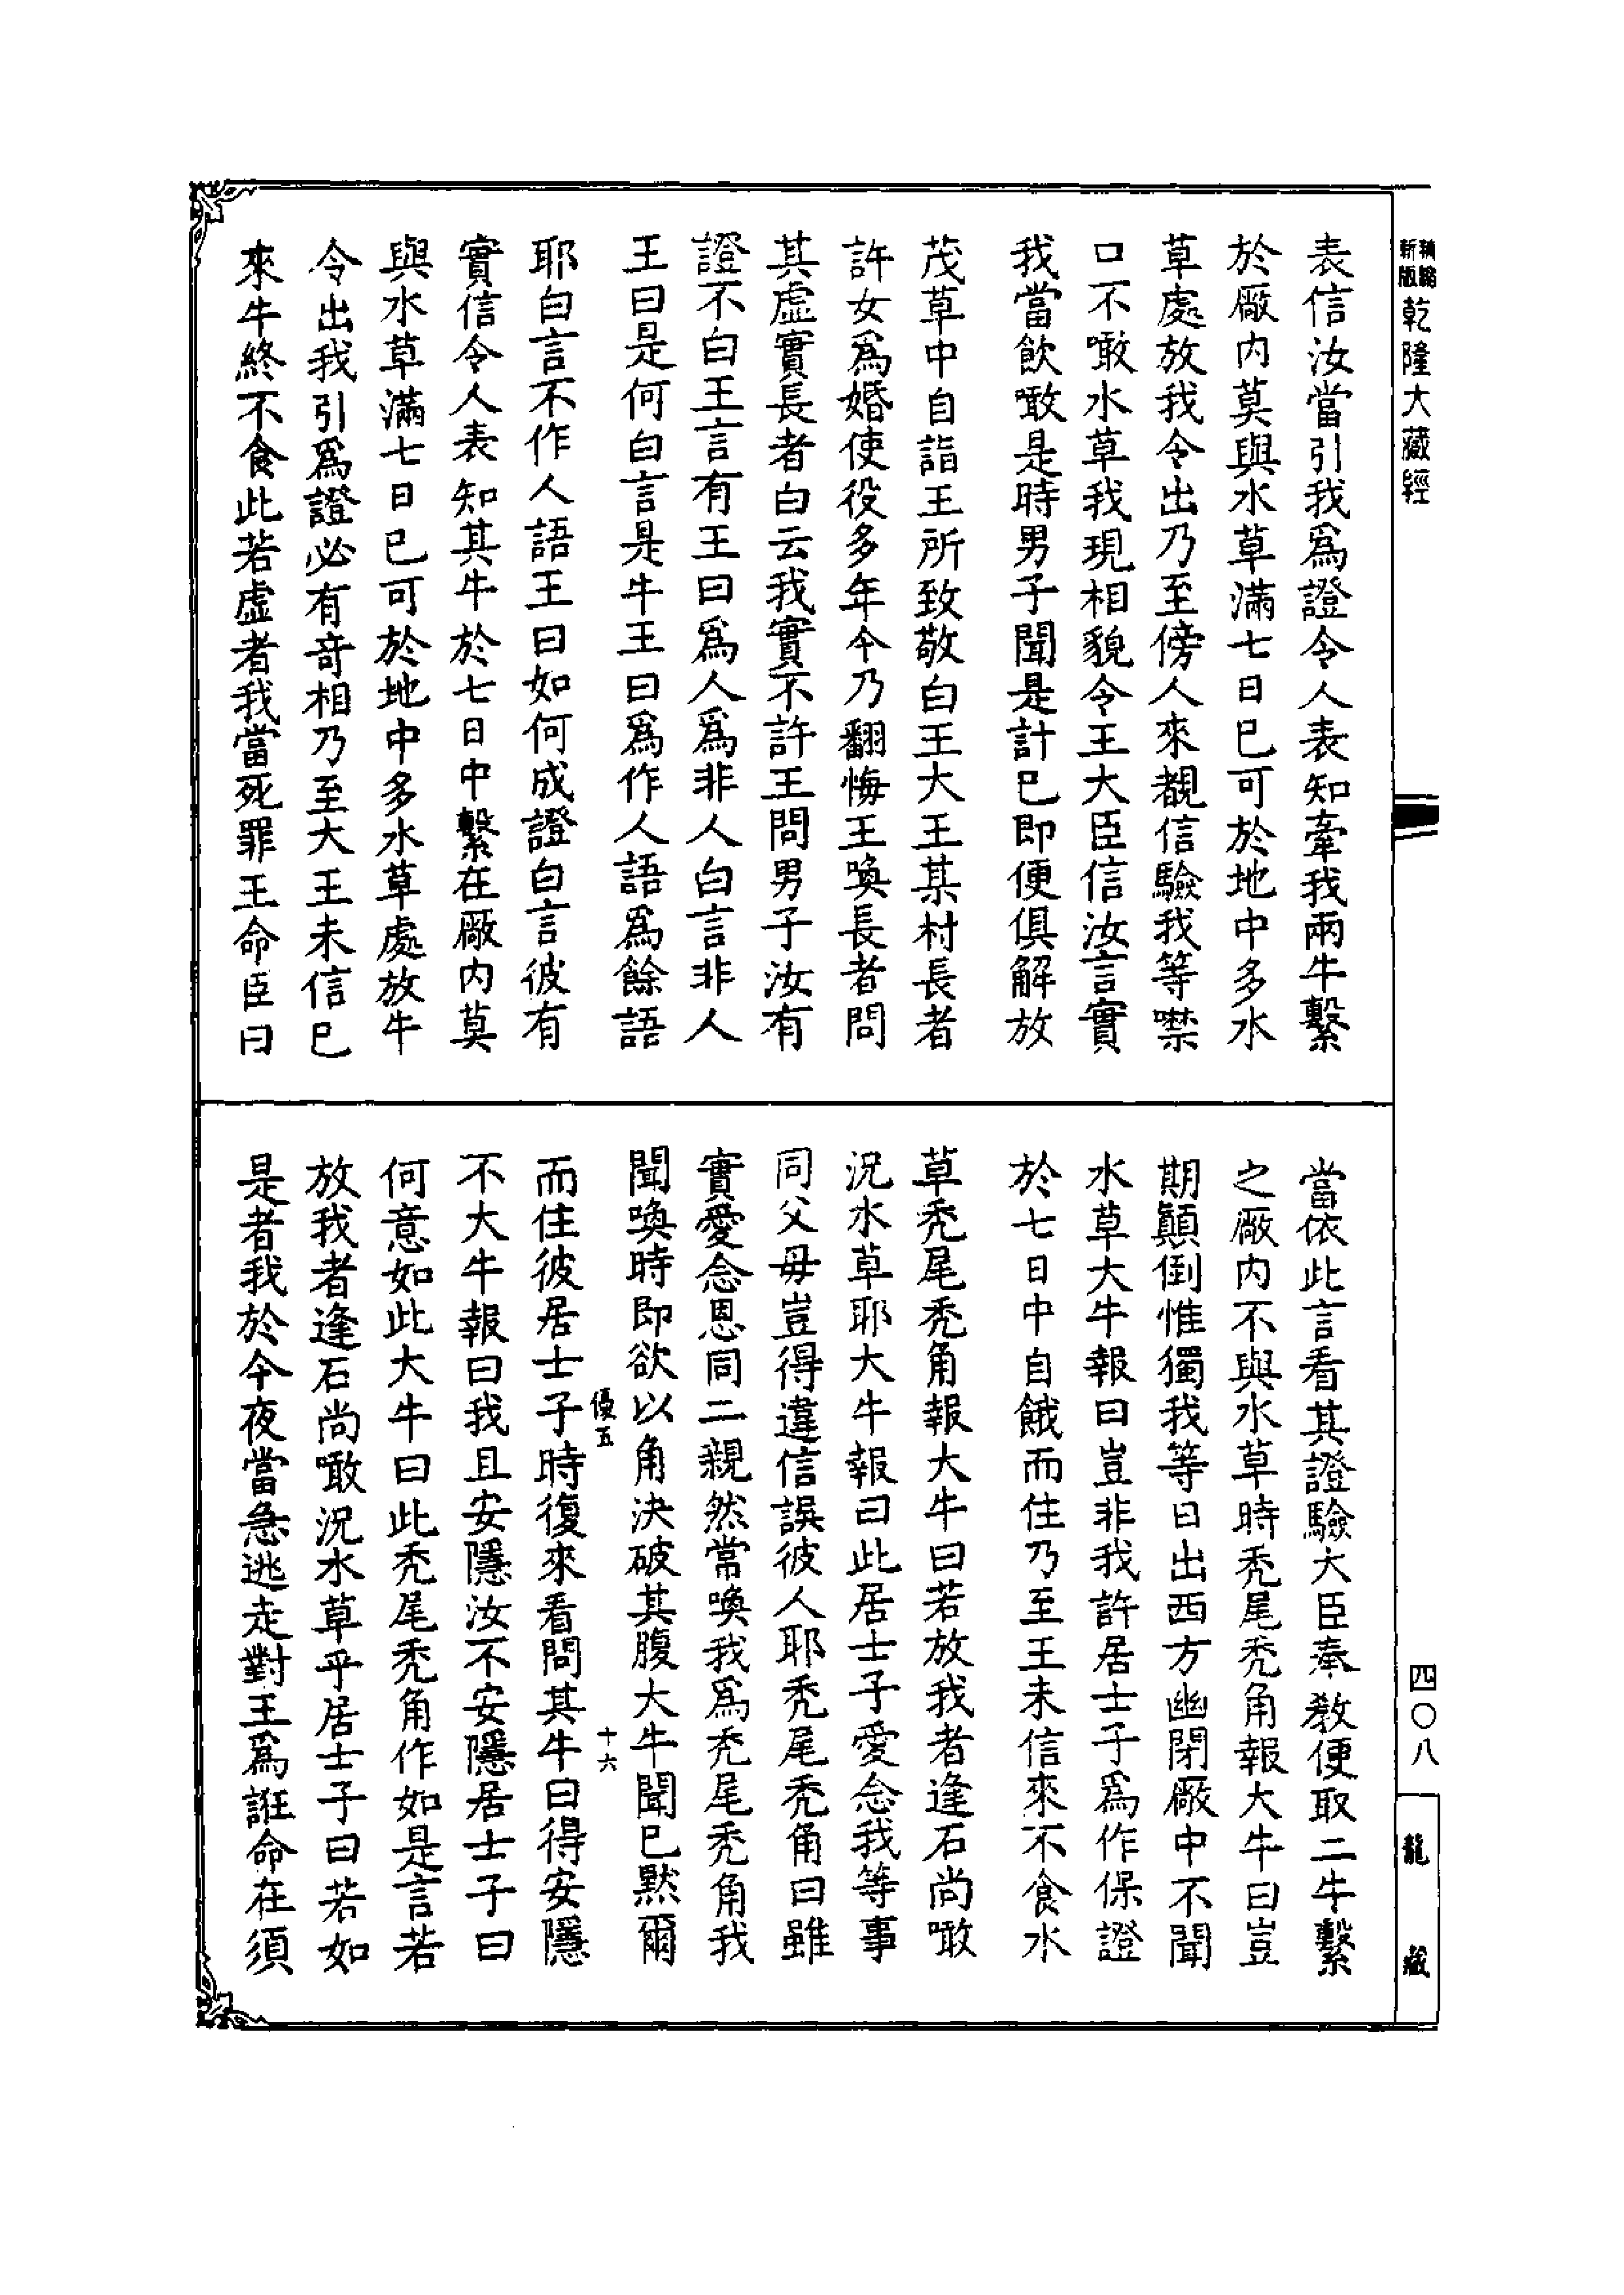 新版 精縮 乾隆大藏經
表信汝當引我爲證令人表知牽我兩牛繫
於廠内莫與水草滿七日已可於地中多水
草處放我令出乃至傍人來覩信驗我等噤
口不噉水草我現相貌令王大臣信汝言實
我當飲噉是時男子聞是計已即便俱解放
茂草中自詣王所致敬白王大王某村長者
許女爲婚使役多年今乃翻悔王喚長者問
其虛實長者白云我實不許王問男子汝有
證不白王言有王曰爲人爲非人白言非人
王曰是何白言是牛王曰爲作人語爲餘語
耶白言不作人語王曰如何成證白言彼有
實信令人表知其牛於七日中繫在廠内莫
與水草滿七日已可於地中多水草處放牛
令出我引爲證必有奇相乃至大王未信已
來牛終不食此若虛者我當死罪王命臣曰
當依此言看其證驗大臣奉教便取二牛繫
之廠内不與水草時禿尾禿角報大牛曰豈
期顛倒惟獨我等日出西方幽閉廠中不聞
水草大牛報曰豈非我許居士子爲作保證
於七日中自餓而住乃至王未信來不食水
草禿尾禿角報大牛曰若放我者逢石尚噉
況水草耶大牛報曰此居士子愛念我等事
同父母豈得違信誤彼人耶禿尾禿角曰雖
實愛念恩同二親然常喚我爲禿尾禿角我
聞喚時即欲以角決破其腹大牛聞已默爾
優五 十六
而住彼居士子時復來看問其牛曰得安隱
不大牛報曰我且安隱汝不安隱居士子曰
何意如此大牛曰此禿尾禿角作如是言若
放我者逢石尚噉況水草乎居士子曰若如
是者我於今夜當急逃走對王爲誑命在須
四〇八
龍藏